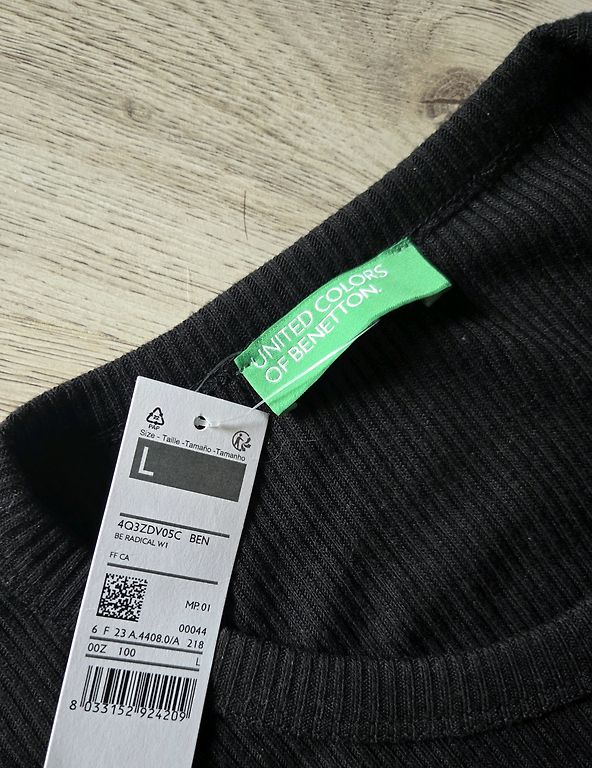 UNITED COLORS
OF BENETTON.
PAP
Size - Taille - Tamaño - Tamanho
L
4Q3ZDV05C BEN
BE RADICAL W1
FF CA
MP. 01
00044
6 F 23 A.4408.0/A 218
00Z 100 L
8 033152 924209